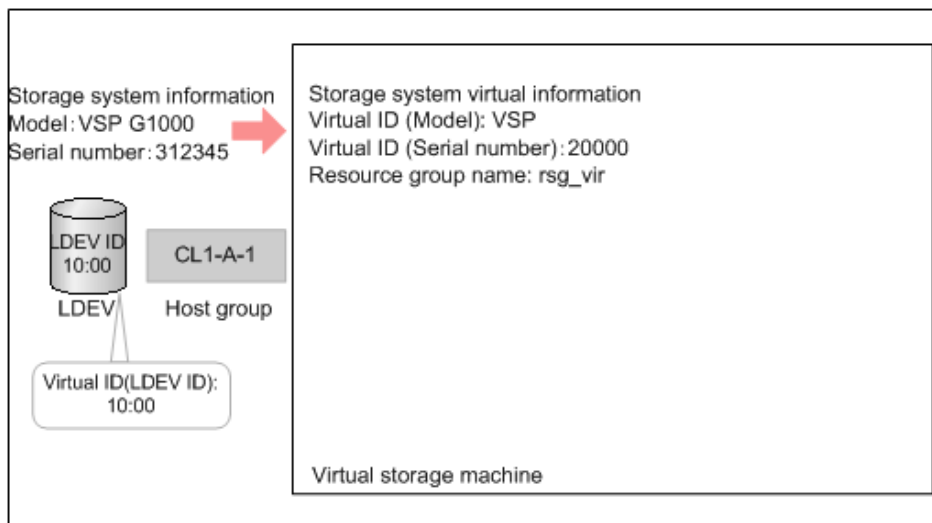 Storage system information
Model: VSP G1000
Serial number: 312345
Storage system virtual information
Virtual ID (Model): VSP
Virtual ID (Serial number): 20000
Resource group name: rsg_vir
LDEV ID
10:00
LDEV
CL1-A-1
Host group
Virtual ID(LDEV ID):
10:00
Virtual storage machine